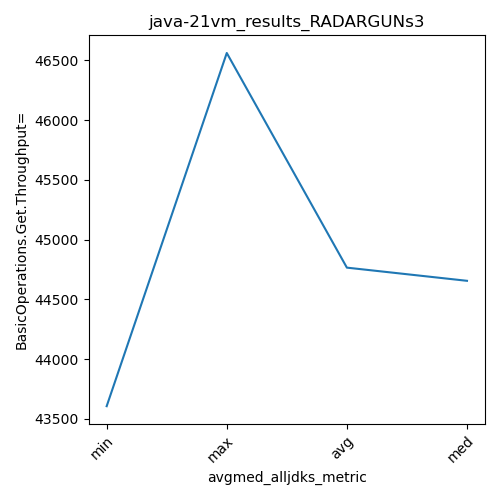 java-21vm_results_RADARGUNs3
BasicOperations.Get.Throughput=
46500
46000
45500
45000
44500
44000
43500
min
max
avg
med
avgmed_alljdks_metric